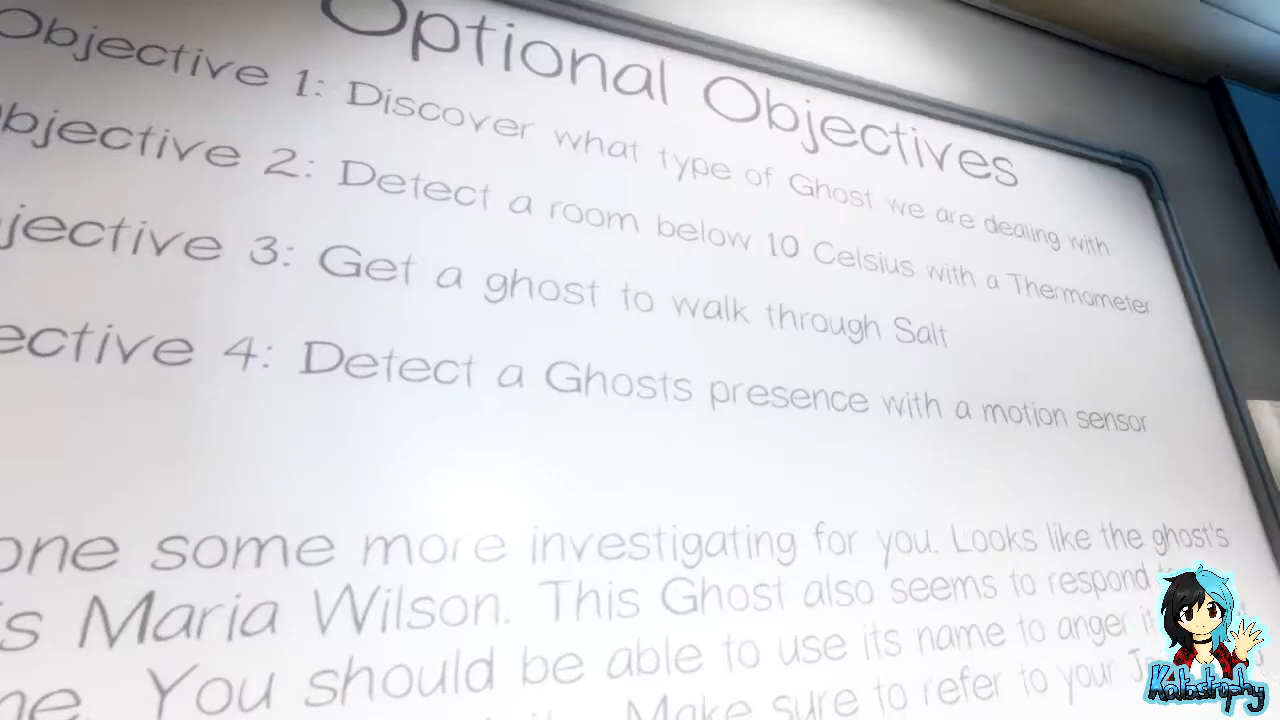 Optional Objectives
Objective 1: Discover what type of Ghost we are dealing with
bjective 2: Detect a room below 10 Celsius with a Thermometer
jective 3: Get a ghost to walk through Salt
ective 4: Detect a Ghosts presence with a motion sensor
one some more investigating for you. Looks like the ghost's
s Maria Wilson. This Ghost also seems to respond
me. You should be able to use its name to anger it
Make sure to refer to your
Katastrophy